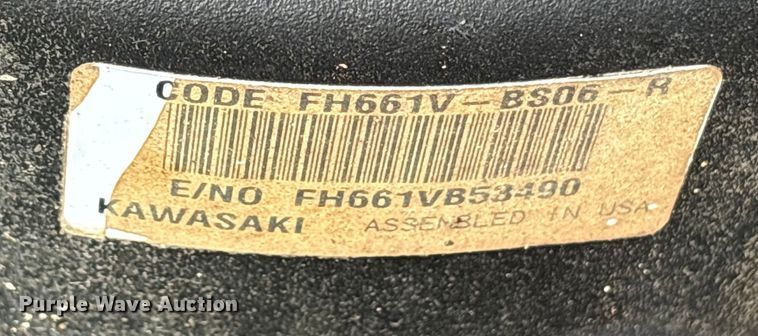 CODE FH661V-BS06-R
E/NO FH661VB53490
KAWASAKI ASSEMBLED IN USA
Purple Wave Auction